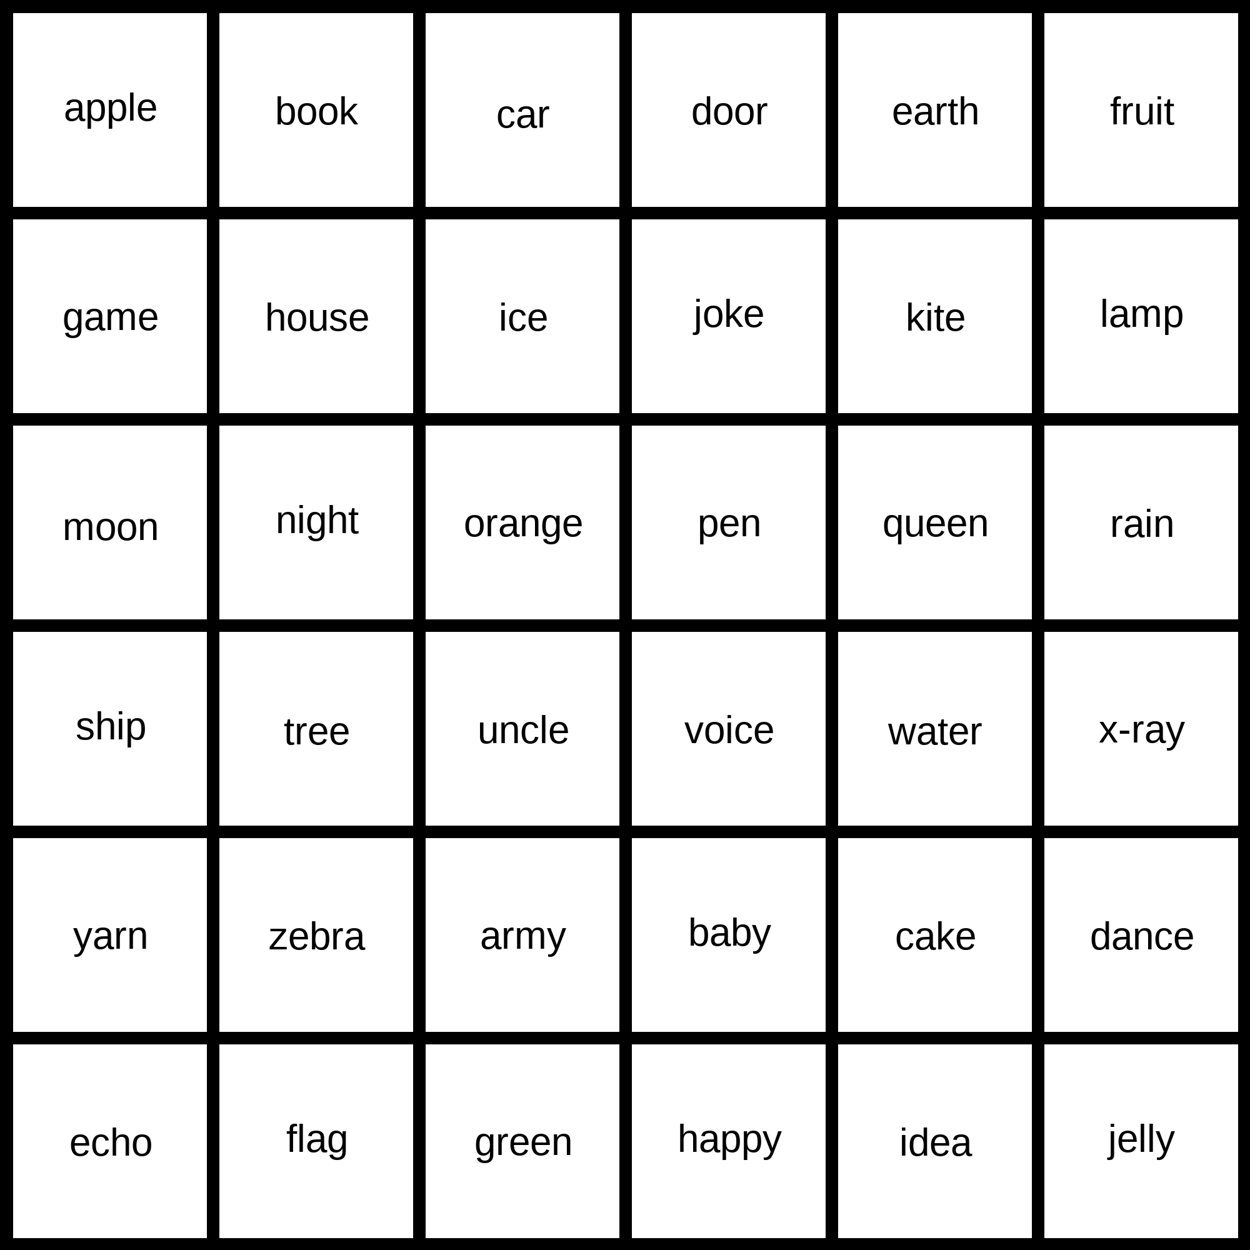 apple book car door earth fruit
game house ice joke kite lamp
moon night orange pen queen rain
ship tree uncle voice water x-ray
yarn zebra army baby cake dance
echo flag green happy idea jelly